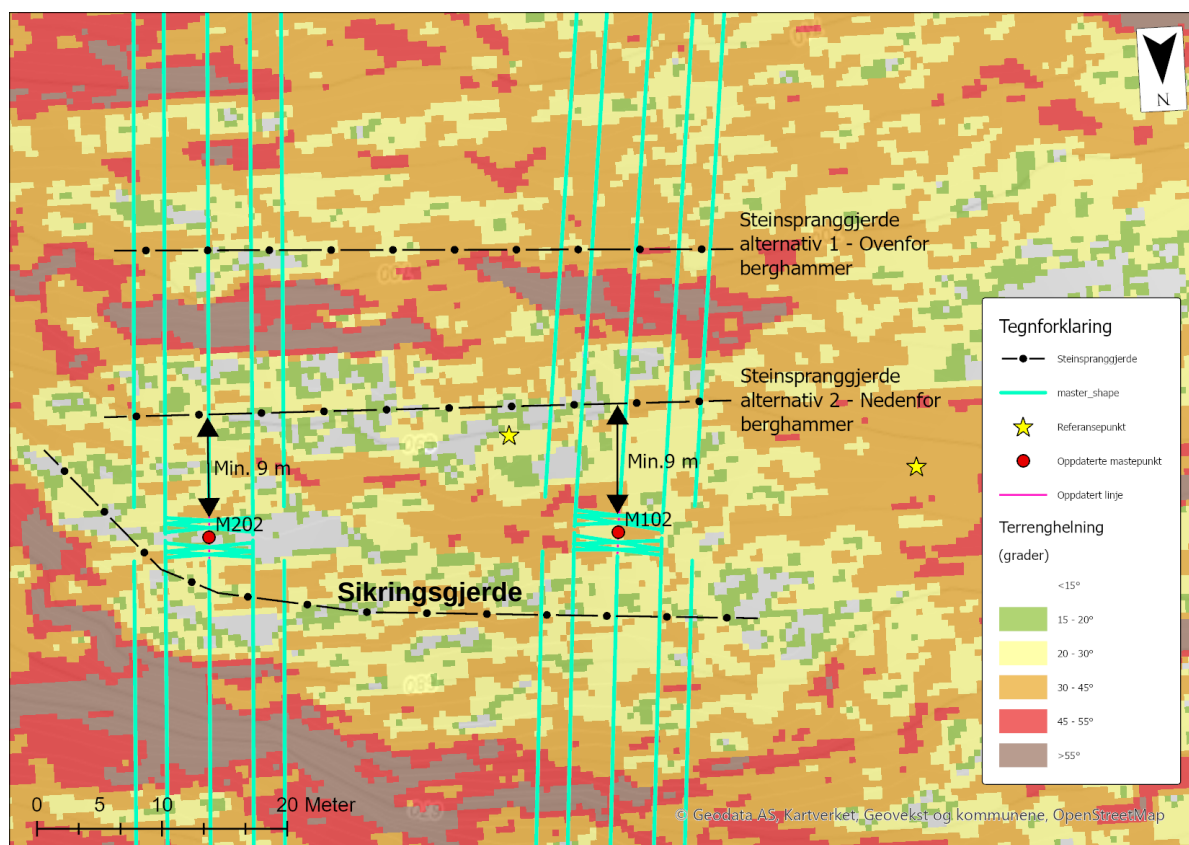 N
Steinspranggjerde
alternativ 1 - Ovenfor
berghammer
Steinspranggjerde
alternativ 2 - Nedenfor
berghammer
Min. 9 m
Min.9 m
M202
M102
Sikringsgjerde
Tegnforklaring
Steinspranggjerde
master_shape
Referansepunkt
Oppdaterte mastepunkt
Oppdatert linje
Terrenghelning
(grader)
<15°
15 - 20°
20 - 30°
30 - 45°
45 - 55°
>55°
0 5 10 20 Meter
© Geodata AS, Kartverket, Geovekst og kommunene, OpenStreetMap